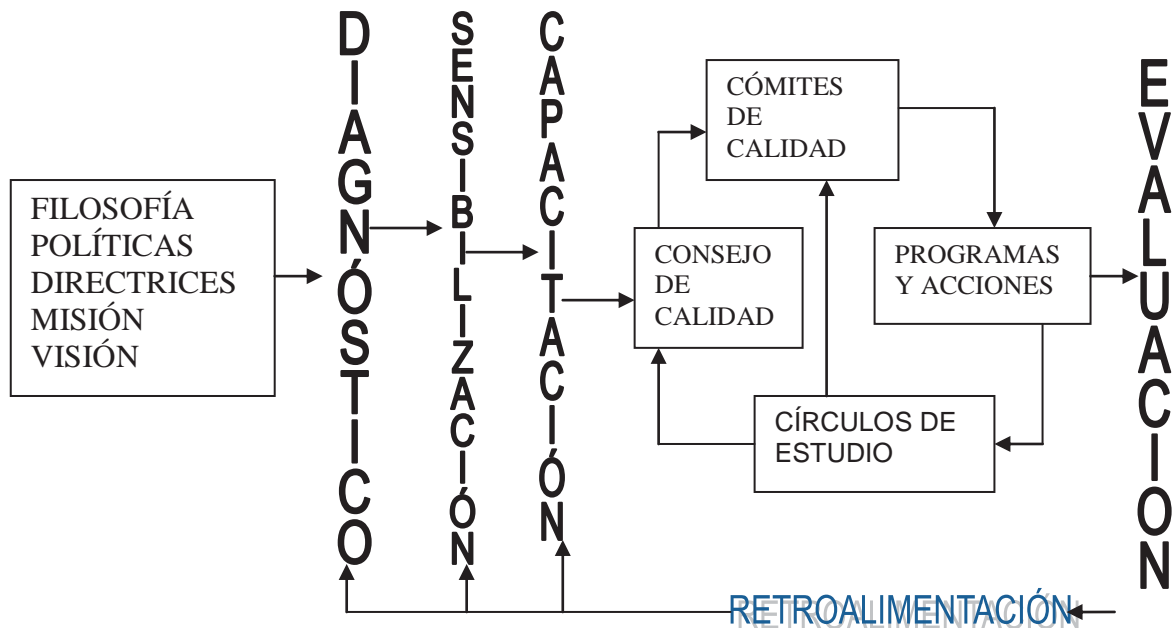 FILOSOFÍA
POLÍTICAS
DIRECTRICES
MISIÓN
VISIÓN
DIAGNÓSTICO
SENSIBILIZACIÓN
CAPACITACIÓN
CONSEJO
DE
CALIDAD
CÓMITES
DE
CALIDAD
PROGRAMAS
Y ACCIONES
CÍRCULOS DE
ESTUDIO
EVALUACION
RETROALIMENTACIÓN